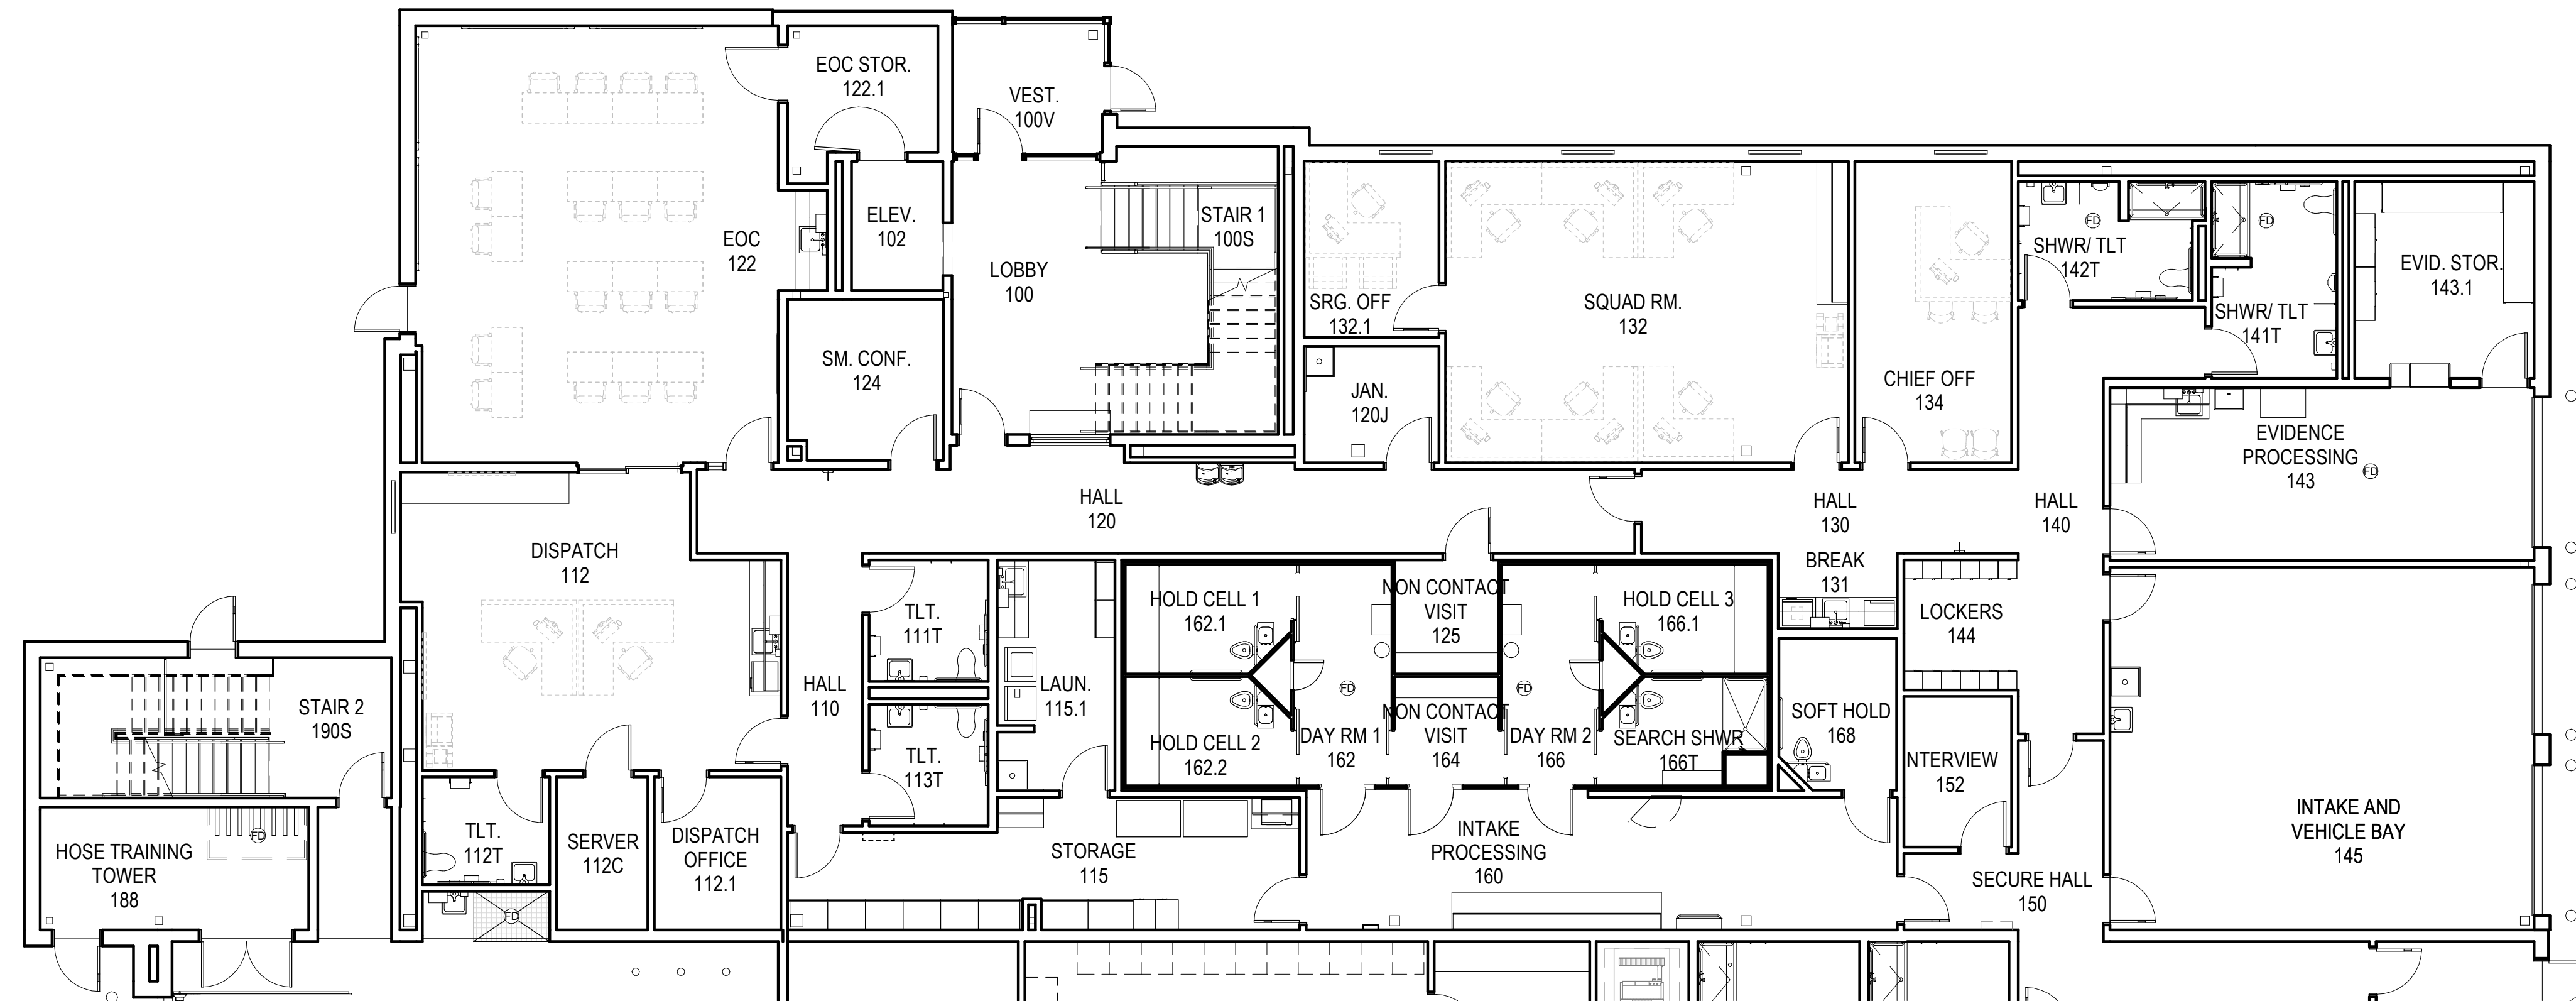 EOC STOR.
122.1
VEST.
100V
ELEV.
102
EOC
122
LOBBY
100
STAIR 1
100S
SM. CONF.
124
SRG. OFF
132.1
JAN.
120J
SQUAD RM.
132
CHIEF OFF
134
FD
SHWR/ TLT
142T
FD
SHWR/ TLT
141T
EVID. STOR.
143.1
EVIDENCE
PROCESSING
143
FD
HALL
120
HALL
130
HALL
140
DISPATCH
112
BREAK
131
TLT.
111T
HOLD CELL 1
162.1
NON CONTACT
VISIT
125
HOLD CELL 3
166.1
LOCKERS
144
STAIR 2
190S
HALL
110
LAUN.
115.1
FD
FD
NON CONTACT
VISIT
164
HOLD CELL 2
162.2
DAY RM 1
162
DAY RM 2
166
SEARCH SHWR
166T
SOFT HOLD
168
NTERVIEW
152
TLT.
113T
INTAKE AND
VEHICLE BAY
145
HOSE TRAINING
TOWER
188
FD
TLT.
112T
SERVER
112C
DISPATCH
OFFICE
112.1
STORAGE
115
INTAKE
PROCESSING
160
SECURE HALL
150
FD